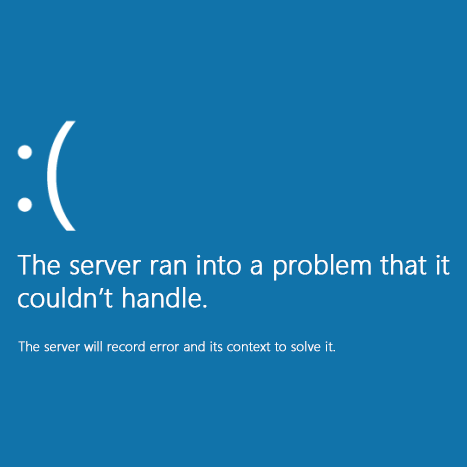 :(
The server ran into a problem that it
couldn't handle.
The server will record error and its context to solve it.